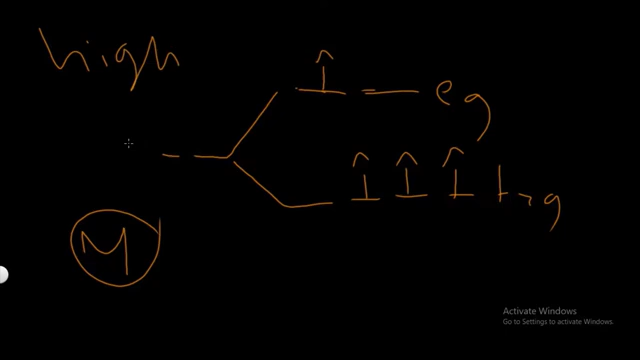 high
eg
t2g
M
Activate Windows
Go to Settings to activate Windows.